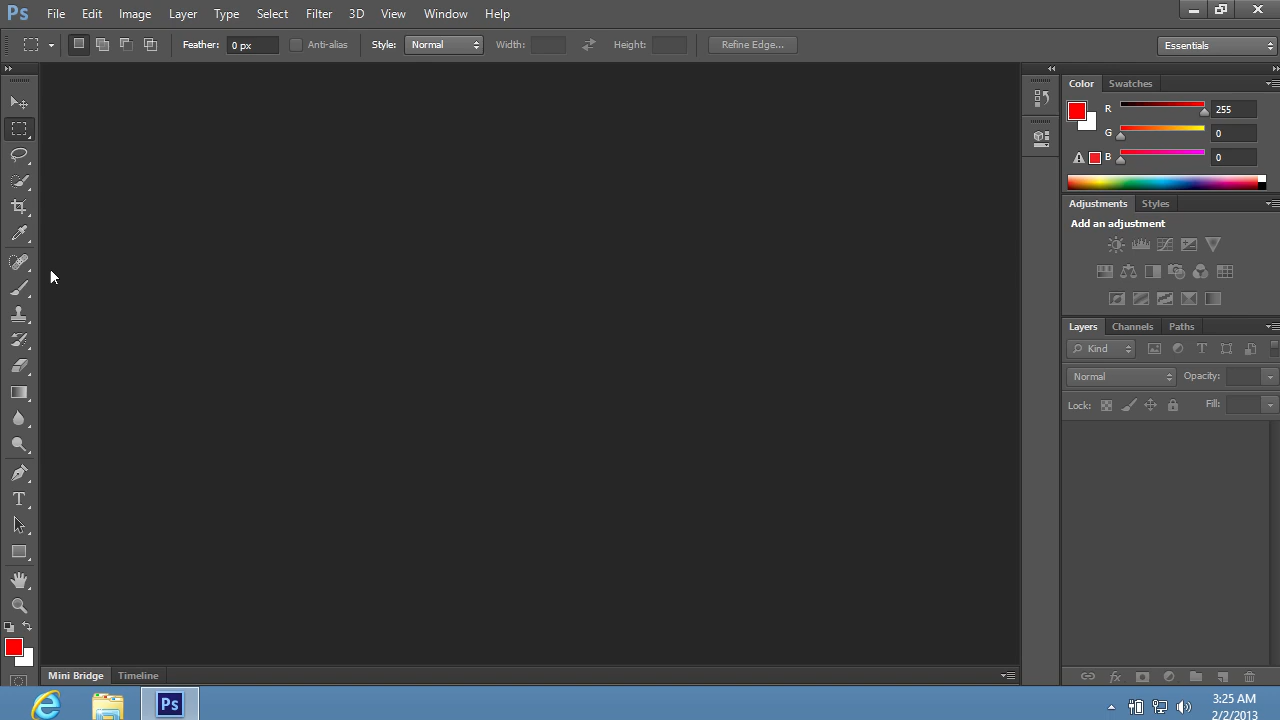 Ps File Edit Image Layer Type Select Filter 3D View Window Help
Feather: 0 px Anti-alias Style: Normal Width: Height: Refine Edge... Essentials
Color Swatches
R 255
G 0
B 0
Adjustments Styles
Add an adjustment
Layers Channels Paths
Kind T
Normal Opacity:
Lock: Fill:
T
fx
Mini Bridge Timeline
Ps
3:25 AM
2/2/2013